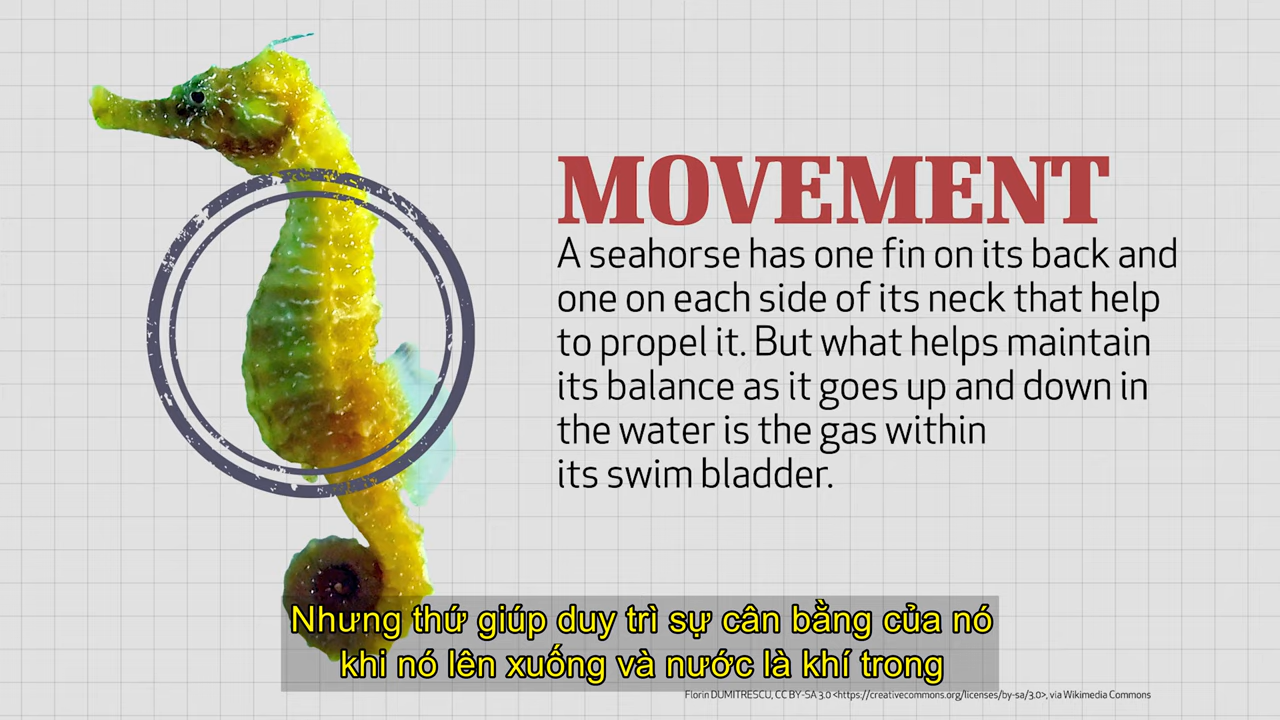 MOVEMENT
A seahorse has one fin on its back and
one on each side of its neck that help
to propel it. But what helps maintain
its balance as it goes up and down in
the water is the gas within
its swim bladder.
Nhưng thứ giúp duy trì sự cân bằng của nó
khi nó lên xuống và nước là khí trong
Florin DUMITRESCU, CC BY-SA 3.0 <https://creativecommons.org/licenses/by-sa/3.0>, via Wikimedia Commons